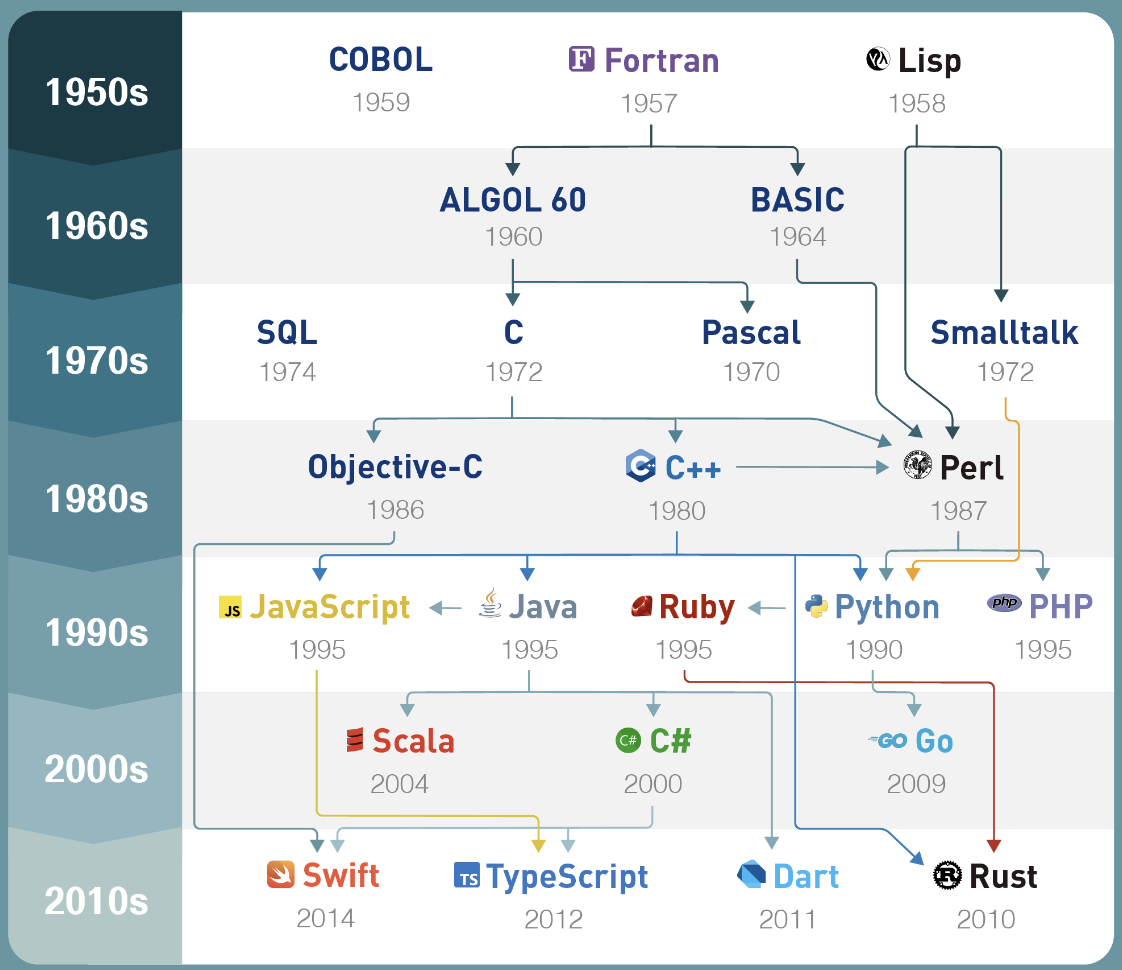 1950s
COBOL
1959
F Fortran
1957
Lisp
1958
1960s
ALGOL 60
1960
BASIC
1964
1970s
SQL
1974
C
1972
Pascal
1970
Smalltalk
1972
1980s
Objective-C
1986
C++ C++
1980
Perl
1987
1990s
JS JavaScript
1995
Java
1995
Ruby
1995
Python
1990
php PHP
1995
2000s
Scala
2004
C# C#
2000
GO Go
2009
2010s
Swift
2014
TS TypeScript
2012
Dart
2011
R Rust
2010